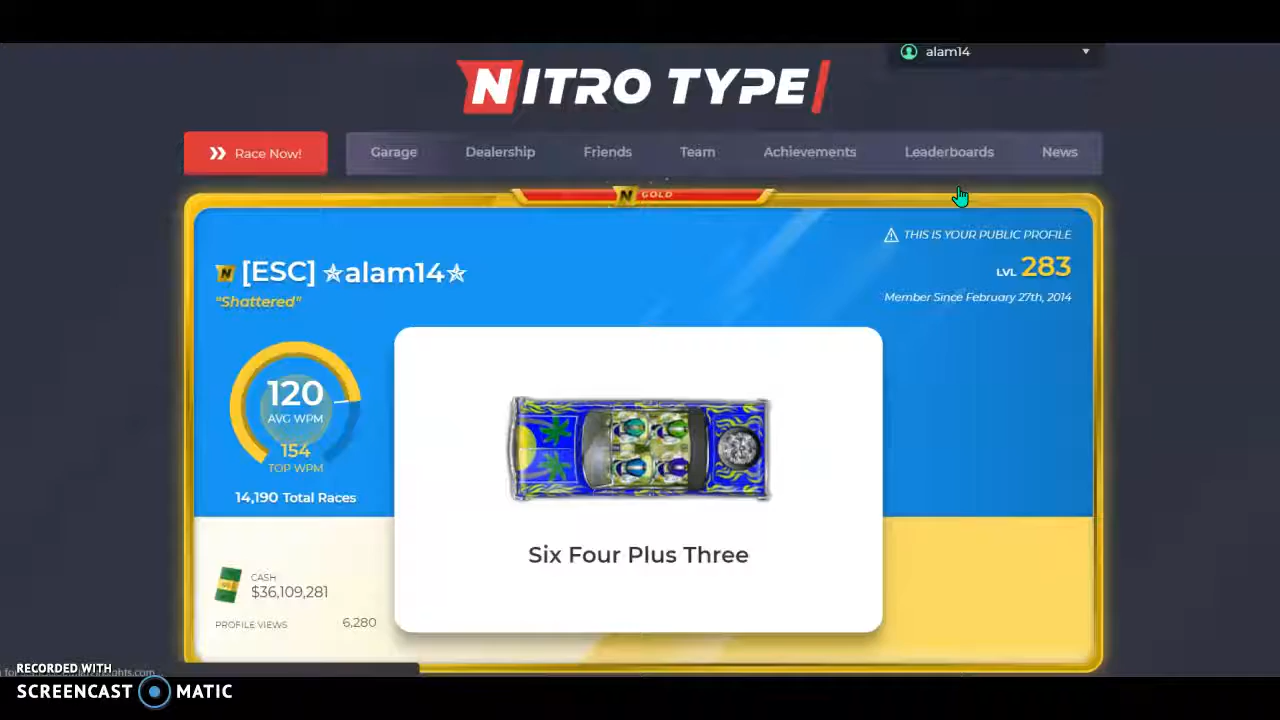 alam14
NITRO TYPE
Race Now!
Garage
Dealership
Friends
Team
Achievements
Leaderboards
News
N GOLD
THIS IS YOUR PUBLIC PROFILE
N [ESC] ✯alam14✯
LVL 283
"Shattered"
Member Since February 27th, 2014
120
AVG WPM
154
TOP WPM
14,190 Total Races
Six Four Plus Three
CASH
$36,109,281
PROFILE VIEWS 6,280
RECORDED WITH
SCREENCAST MATIC